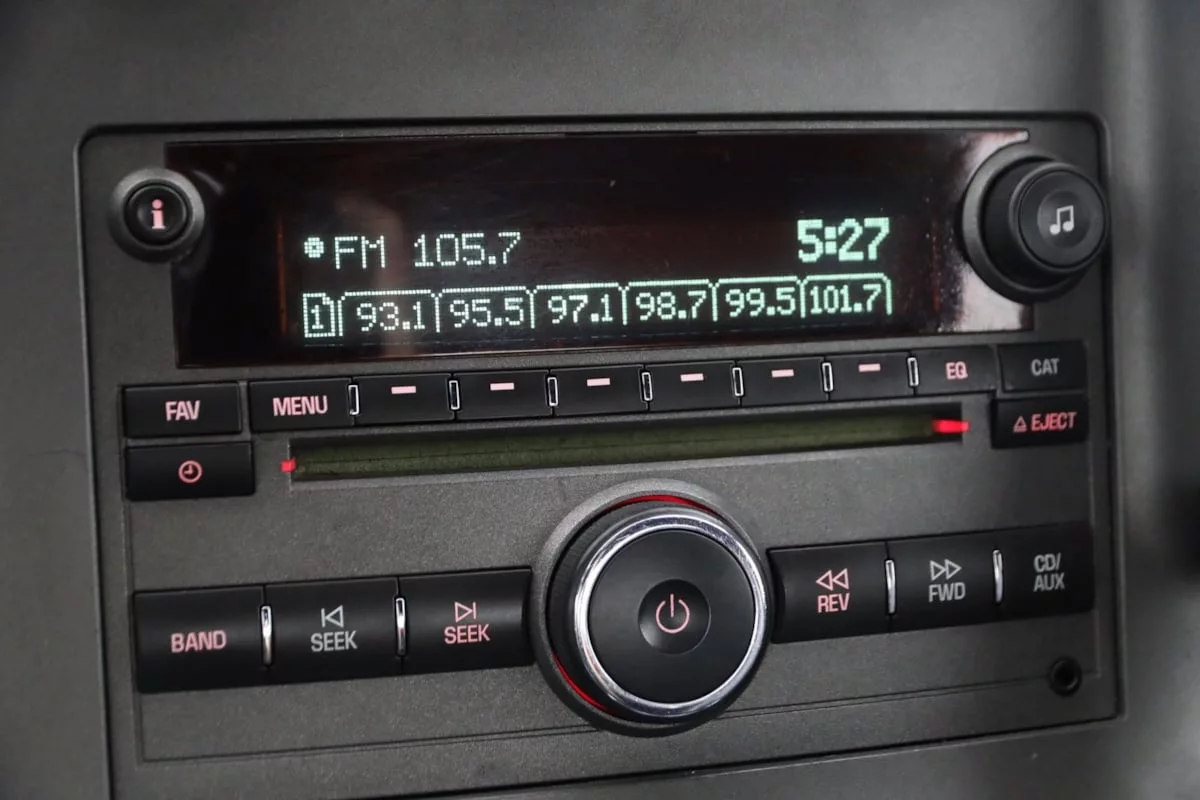 i
FM 105.7 5:27
1 93.1 95.5 97.1 98.7 99.5 101.7
FAV MENU EQ CAT
EJECT
BAND SEEK SEEK REV FWD CD/
AUX